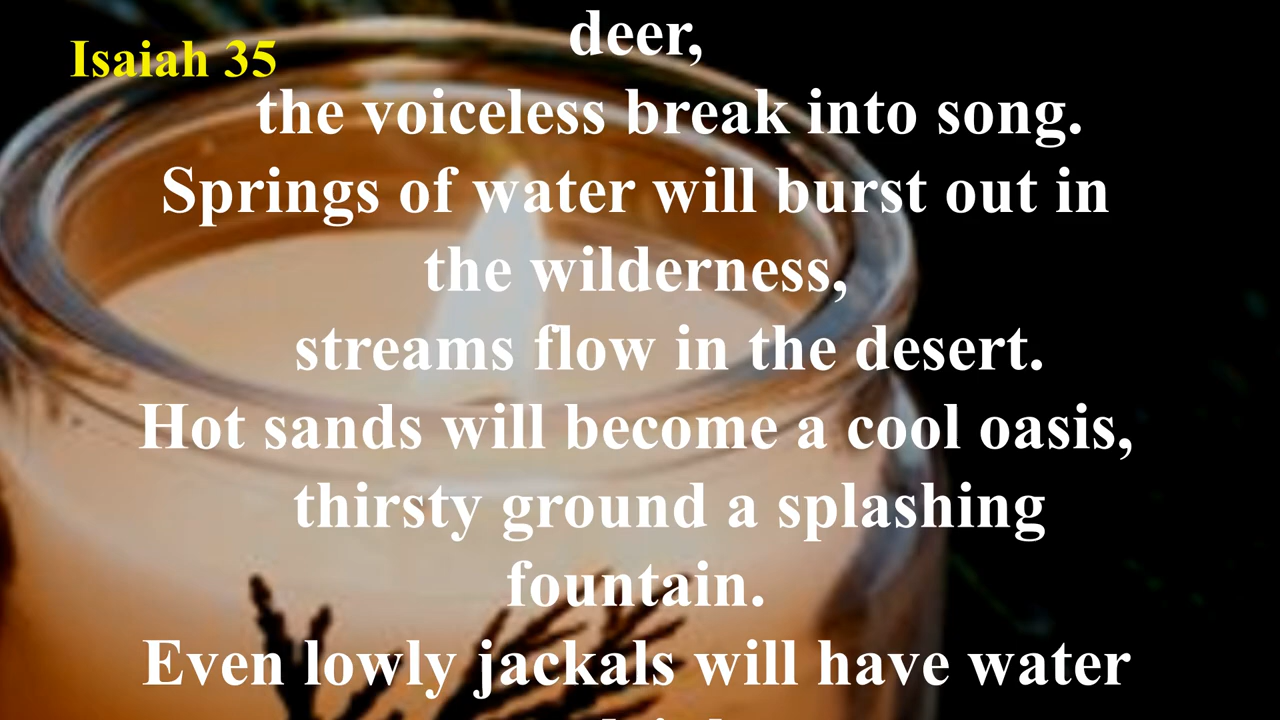 Isaiah 35
deer,
the voiceless break into song.
Springs of water will burst out in
the wilderness,
streams flow in the desert.
Hot sands will become a cool oasis,
thirsty ground a splashing
fountain.
Even lowly jackals will have water